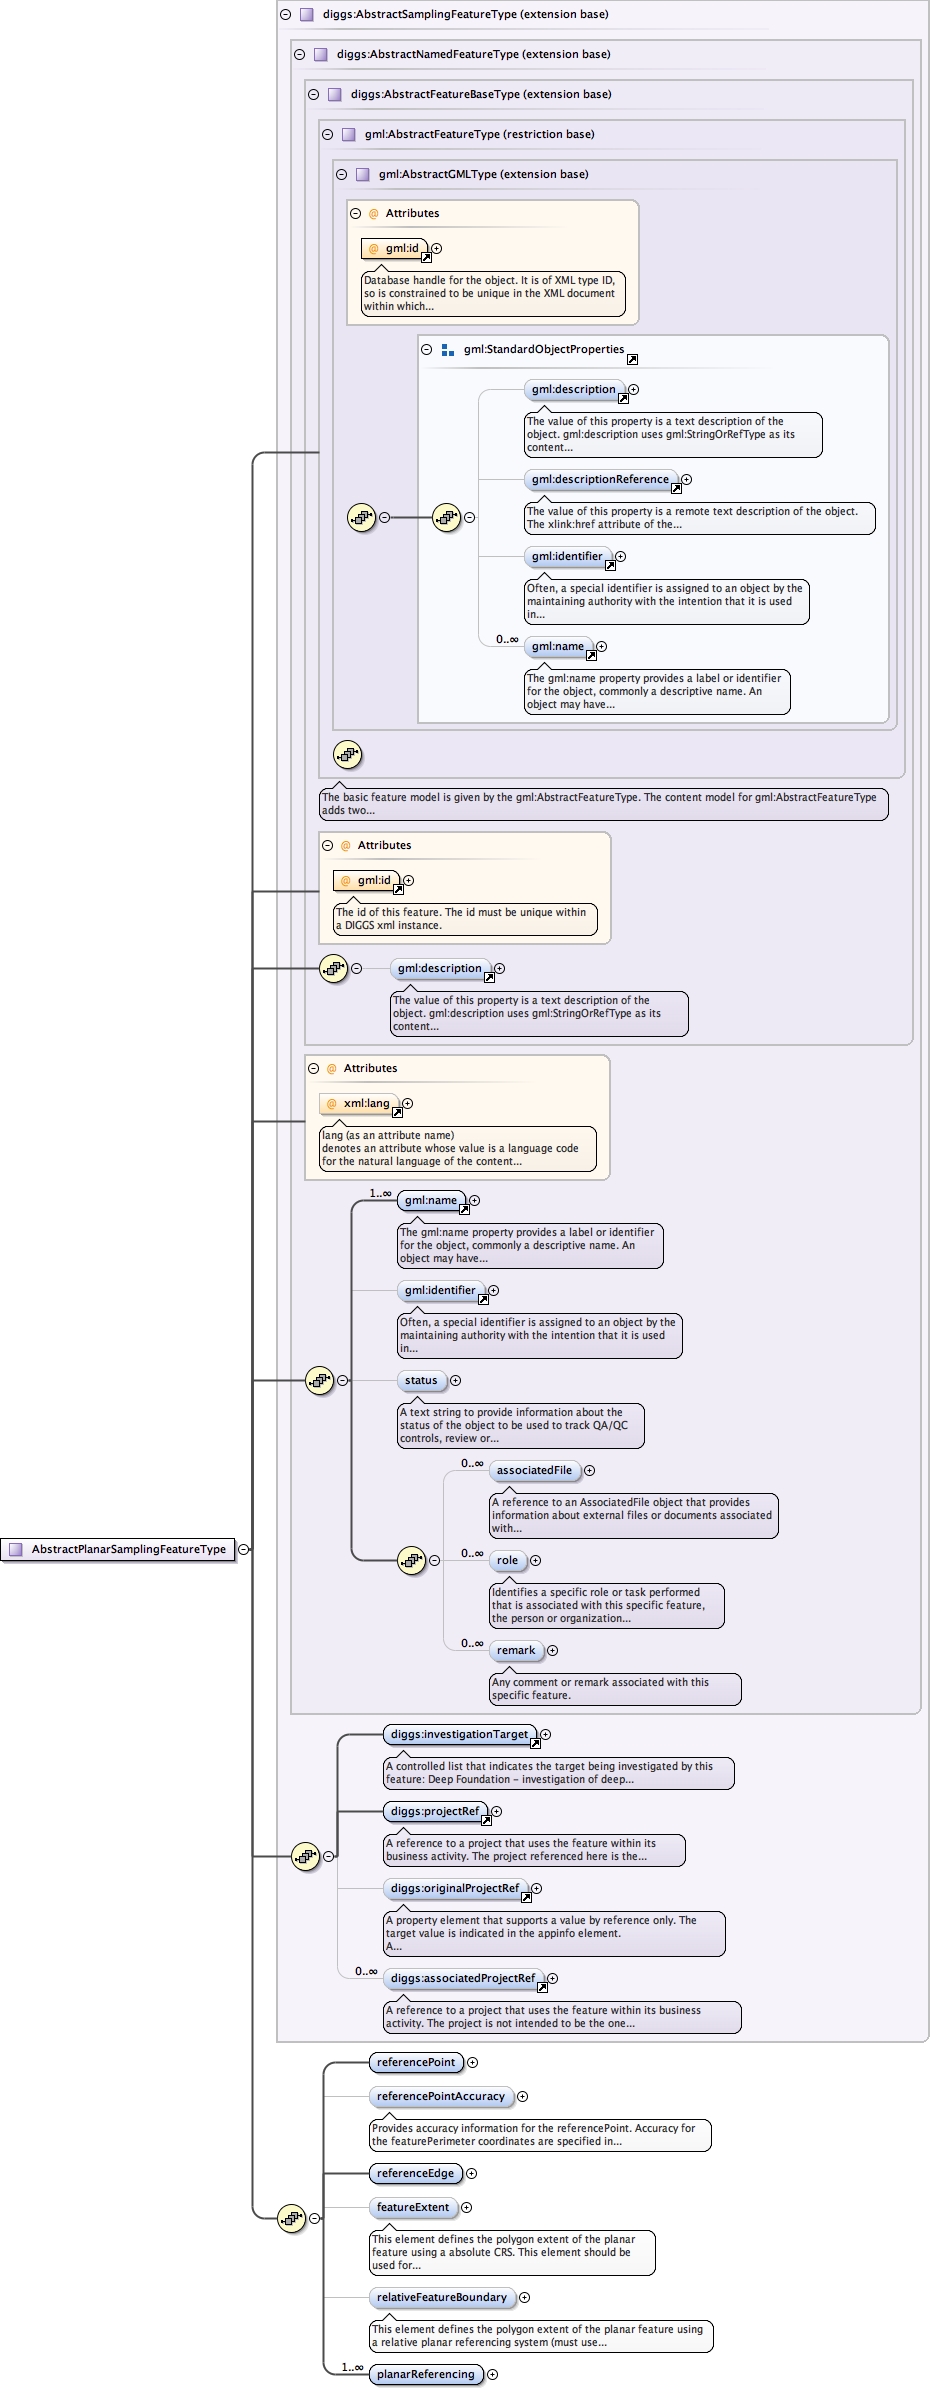 diggs:AbstractSamplingFeatureType (extension base)
diggs:AbstractNamedFeatureType (extension base)
diggs:AbstractFeatureBaseType (extension base)
gml:AbstractFeatureType (restriction base)
gml:AbstractGMLType (extension base)
@ Attributes
@ gml:id
Database handle for the object. It is of XML type ID,
so is constrained to be unique in the XML document
within which...
gml:StandardObjectProperties
gml:description
The value of this property is a text description of the
object. gml:description uses gml:StringOrRefType as its
content...
gml:descriptionReference
The value of this property is a remote text description of the object.
The xlink:href attribute of the...
gml:identifier
Often, a special identifier is assigned to an object by the
maintaining authority with the intention that it is used
in...
0..∞
gml:name
The gml:name property provides a label or identifier
for the object, commonly a descriptive name. An
object may have...
The basic feature model is given by the gml:AbstractFeatureType. The content model for gml:AbstractFeatureType
adds two...
@ Attributes
@ gml:id
The id of this feature. The id must be unique within
a DIGGS xml instance.
gml:description
The value of this property is a text description of the
object. gml:description uses gml:StringOrRefType as its
content...
@ Attributes
@ xml:lang
lang (as an attribute name)
denotes an attribute whose value is a language code
for the natural language of the content...
1..∞
gml:name
The gml:name property provides a label or identifier
for the object, commonly a descriptive name. An
object may have...
gml:identifier
Often, a special identifier is assigned to an object by the
maintaining authority with the intention that it is used
in...
status
A text string to provide information about the
status of the object to be used to track QA/QC
controls, review or...
0..∞
associatedFile
A reference to an AssociatedFile object that provides
information about external files or documents associated
with...
AbstractPlanarSamplingFeatureType
0..∞
role
Identifies a specific role or task performed
that is associated with this specific feature,
the person or organization...
0..∞
remark
Any comment or remark associated with this
specific feature.
diggs:investigationTarget
A controlled list that indicates the target being investigated by this
feature: Deep Foundation - investigation of deep...
diggs:projectRef
A reference to a project that uses the feature within its
business activity. The project referenced here is the...
diggs:originalProjectRef
A property element that supports a value by reference only. The
target value is indicated in the appinfo element.
A...
0..∞
diggs:associatedProjectRef
A reference to a project that uses the feature within its business
activity. The project is not intended to be the one...
referencePoint
referencePointAccuracy
Provides accuracy information for the referencePoint. Accuracy for
the featurePerimeter coordinates are specified in...
referenceEdge
featureExtent
This element defines the polygon extent of the planar
feature using a absolute CRS. This element should be
used for...
relativeFeatureBoundary
This element defines the polygon extent of the planar feature using
a relative planar referencing system (must use...
1..∞
planarReferencing